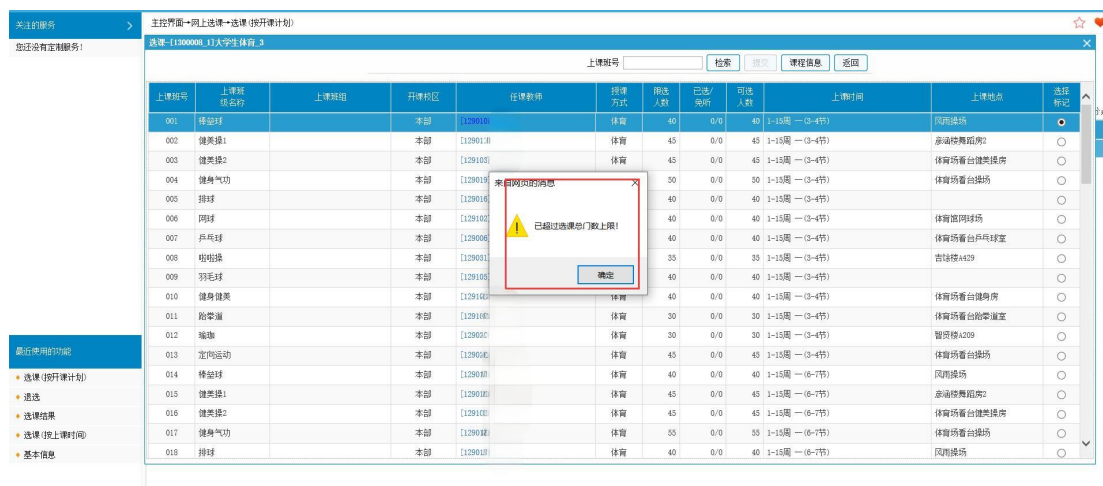 关注的服务 >
主控界面→网上选课→选课(按开课计划)
您还没有定制服务!
选课-[1300008_1]大学生体育_3
上课班号 检索 提交 课程信息 返回
上课班号 上课班级名称 上课班组 开课校区 任课教师 授课方式 限选人数 已选/免听 可选人数 上课时间 上课地点 选择标记
001 棒垒球 本部 [129010] 体育 40 0/0 40 1-15周 一(3-4节) 风雨操场
002 健美操1 本部 体育 45 0/0 45 1-15周 一(3-4节) 彦涵楼舞蹈房2
003 健美操2 本部 [129103] 体育 45 0/0 45 1-15周 一(3-4节) 体育场看台健美操房
004 健身气功 本部 [129019] 50 0/0 50 1-15周 一(3-4节) 体育场看台操场
005 排球 本部 [129016] 40 0/0 40 1-15周 一(3-4节)
006 网球 本部 [129102] 40 0/0 40 1-15周 一(3-4节) 体育馆网球场
007 乒乓球 本部 [129006] 40 0/0 40 1-15周 一(3-4节) 体育场看台乒乓球室
008 啦啦操 本部 [129031] 35 0/0 35 1-15周 一(3-4节)
009 羽毛球 本部 [129105] 40 0/0 40 1-15周 一(3-4节)
010 健身健美 本部 体育 40 0/0 40 1-15周 一(3-4节) 体育场看台健身房
011 跆拳道 本部 体育 30 0/0 30 1-15周 一(3-4节) 体育场看台跆拳道室
012 瑜珈 本部 体育 30 0/0 30 1-15周 一(3-4节) 智贤楼A209
013 定向运动 本部 体育 45 0/0 45 1-15周 一(3-4节) 体育场看台操场
014 棒垒球 本部 体育 40 0/0 40 1-15周 一(6-7节) 风雨操场
015 健美操1 本部 体育 45 0/0 45 1-15周 一(6-7节) 彦涵楼舞蹈房2
016 健美操2 本部 体育 45 0/0 45 1-15周 一(6-7节) 体育场看台健美操房
017 健身气功 本部 体育 55 0/0 55 1-15周 一(6-7节) 体育场看台操场
018 排球 本部 体育 40 0/0 40 1-15周 一(6-7节) 风雨操场
来自网页的消息
已超过选课总门数上限!
确定
最近使用的功能
选课(按开课计划)
退选
选课结果
选课(按上课时间)
基本信息